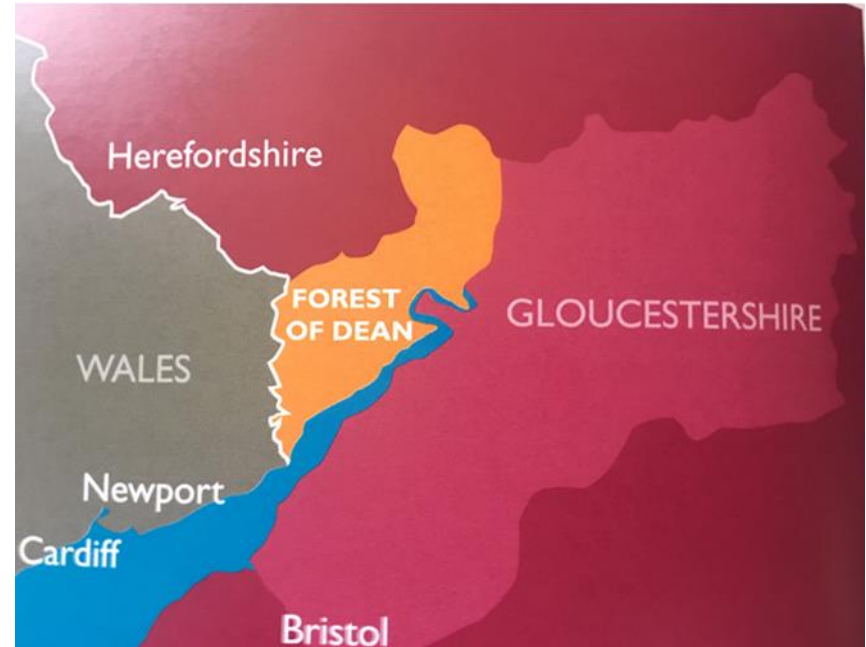 Herefordshire
FOREST
OF DEAN
GLOUCESTERSHIRE
WALES
Newport
Cardiff
Bristol